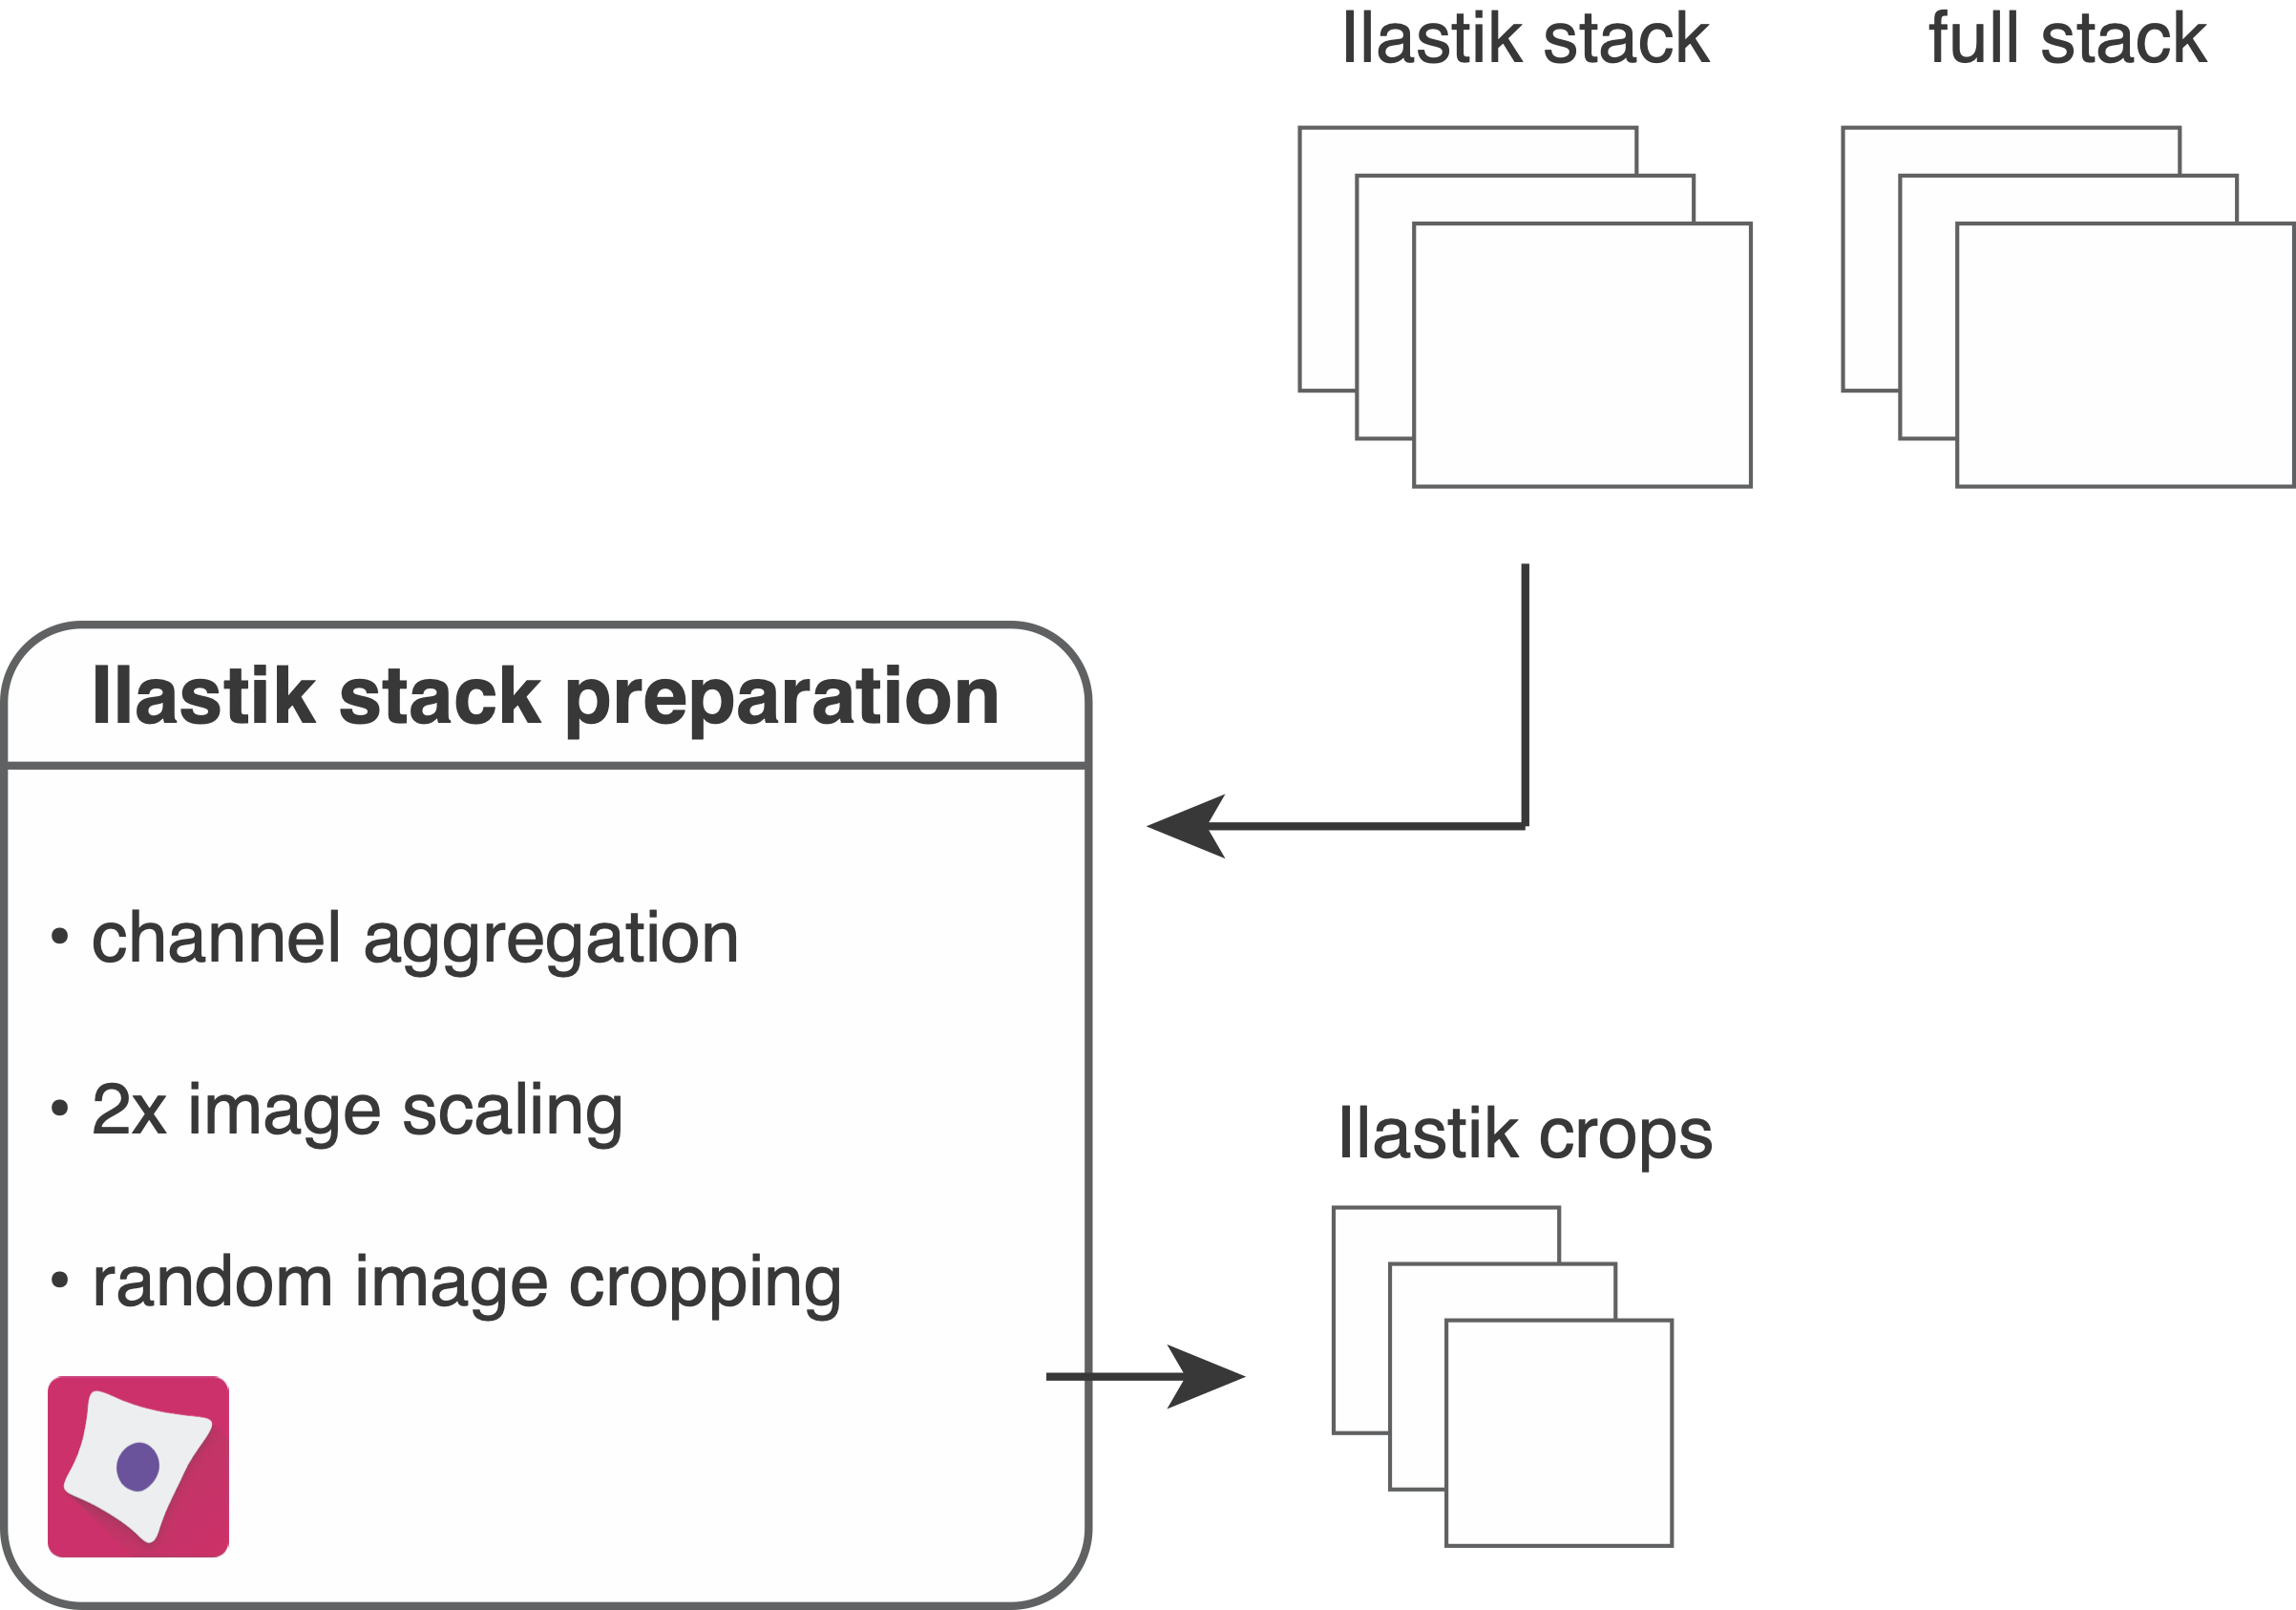 Ilastik stack
full stack
Ilastik stack preparation
• channel aggregation
• 2x image scaling
• random image cropping
Ilastik crops